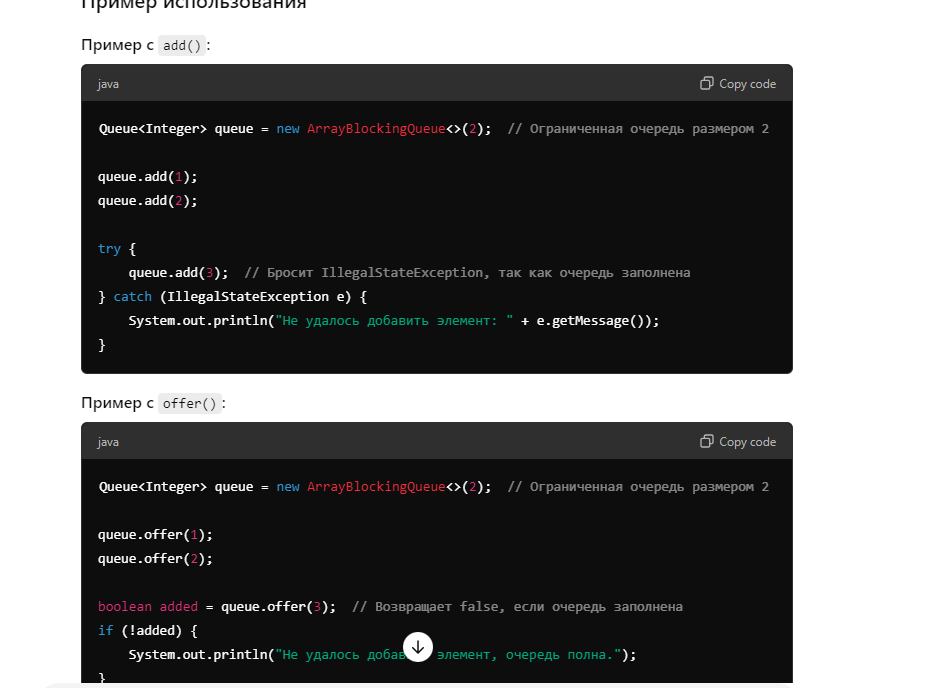 Пример использования
Пример с add():
java
Copy code
Queue<Integer> queue = new ArrayBlockingQueue<>(2);  // Ограниченная очередь размером 2
queue.add(1);
queue.add(2);
try {
    queue.add(3);  // Бросит IllegalStateException, так как очередь заполнена
} catch (IllegalStateException e) {
    System.out.println("Не удалось добавить элемент: " + e.getMessage());
}
Пример с offer():
java
Copy code
Queue<Integer> queue = new ArrayBlockingQueue<>(2);  // Ограниченная очередь размером 2
queue.offer(1);
queue.offer(2);
boolean added = queue.offer(3);  // Возвращает false, если очередь заполнена
if (!added) {
    System.out.println("Не удалось добав элемент, очередь полна.");
}